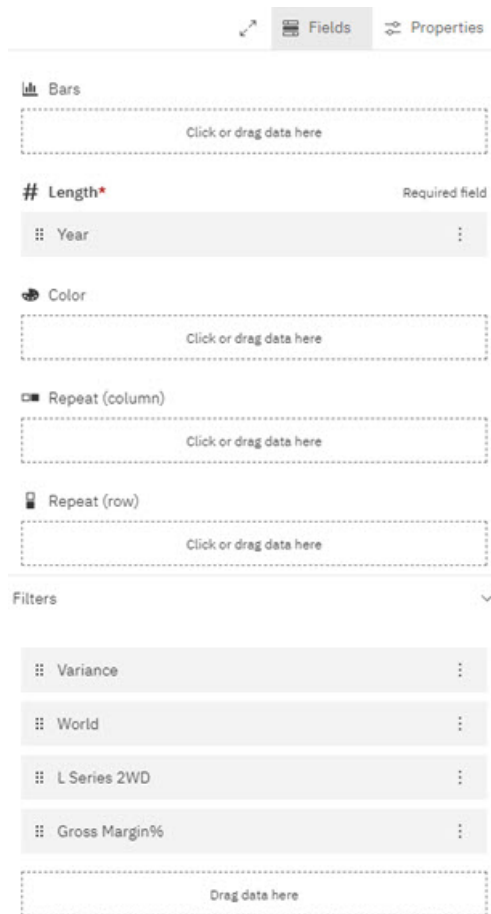 Fields Properties
Bars
Click or drag data here
# Length* Required field
Year
Color
Click or drag data here
Repeat (column)
Click or drag data here
Repeat (row)
Click or drag data here
Filters
Variance
World
L Series 2WD
Gross Margin%
Drag data here